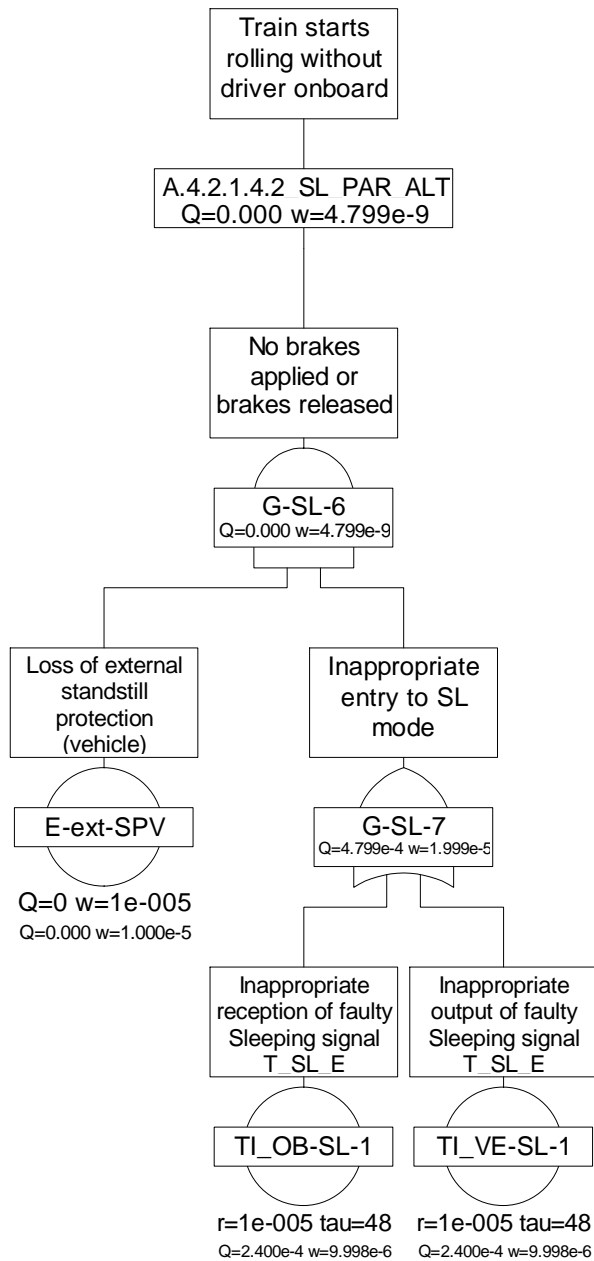 Train starts
rolling without
driver onboard
A.4.2.1.4.2_SL_PAR_ALT
Q=0.000 w=4.799e-9
No brakes
applied or
brakes released
G-SL-6
Q=0.000 w=4.799e-9
Loss of external
standstill
protection
(vehicle)
Inappropriate
entry to SL
mode
E-ext-SPV
G-SL-7
Q=4.799e-4 w=1.999e-5
Q=0 w=1e-005
Q=0.000 w=1.000e-5
Inappropriate
reception of faulty
Sleeping signal
T_SL_E
Inappropriate
output of faulty
Sleeping signal
T_SL_E
TI_OB-SL-1
TI_VE-SL-1
r=1e-005 tau=48
Q=2.400e-4 w=9.998e-6
r=1e-005 tau=48
Q=2.400e-4 w=9.998e-6